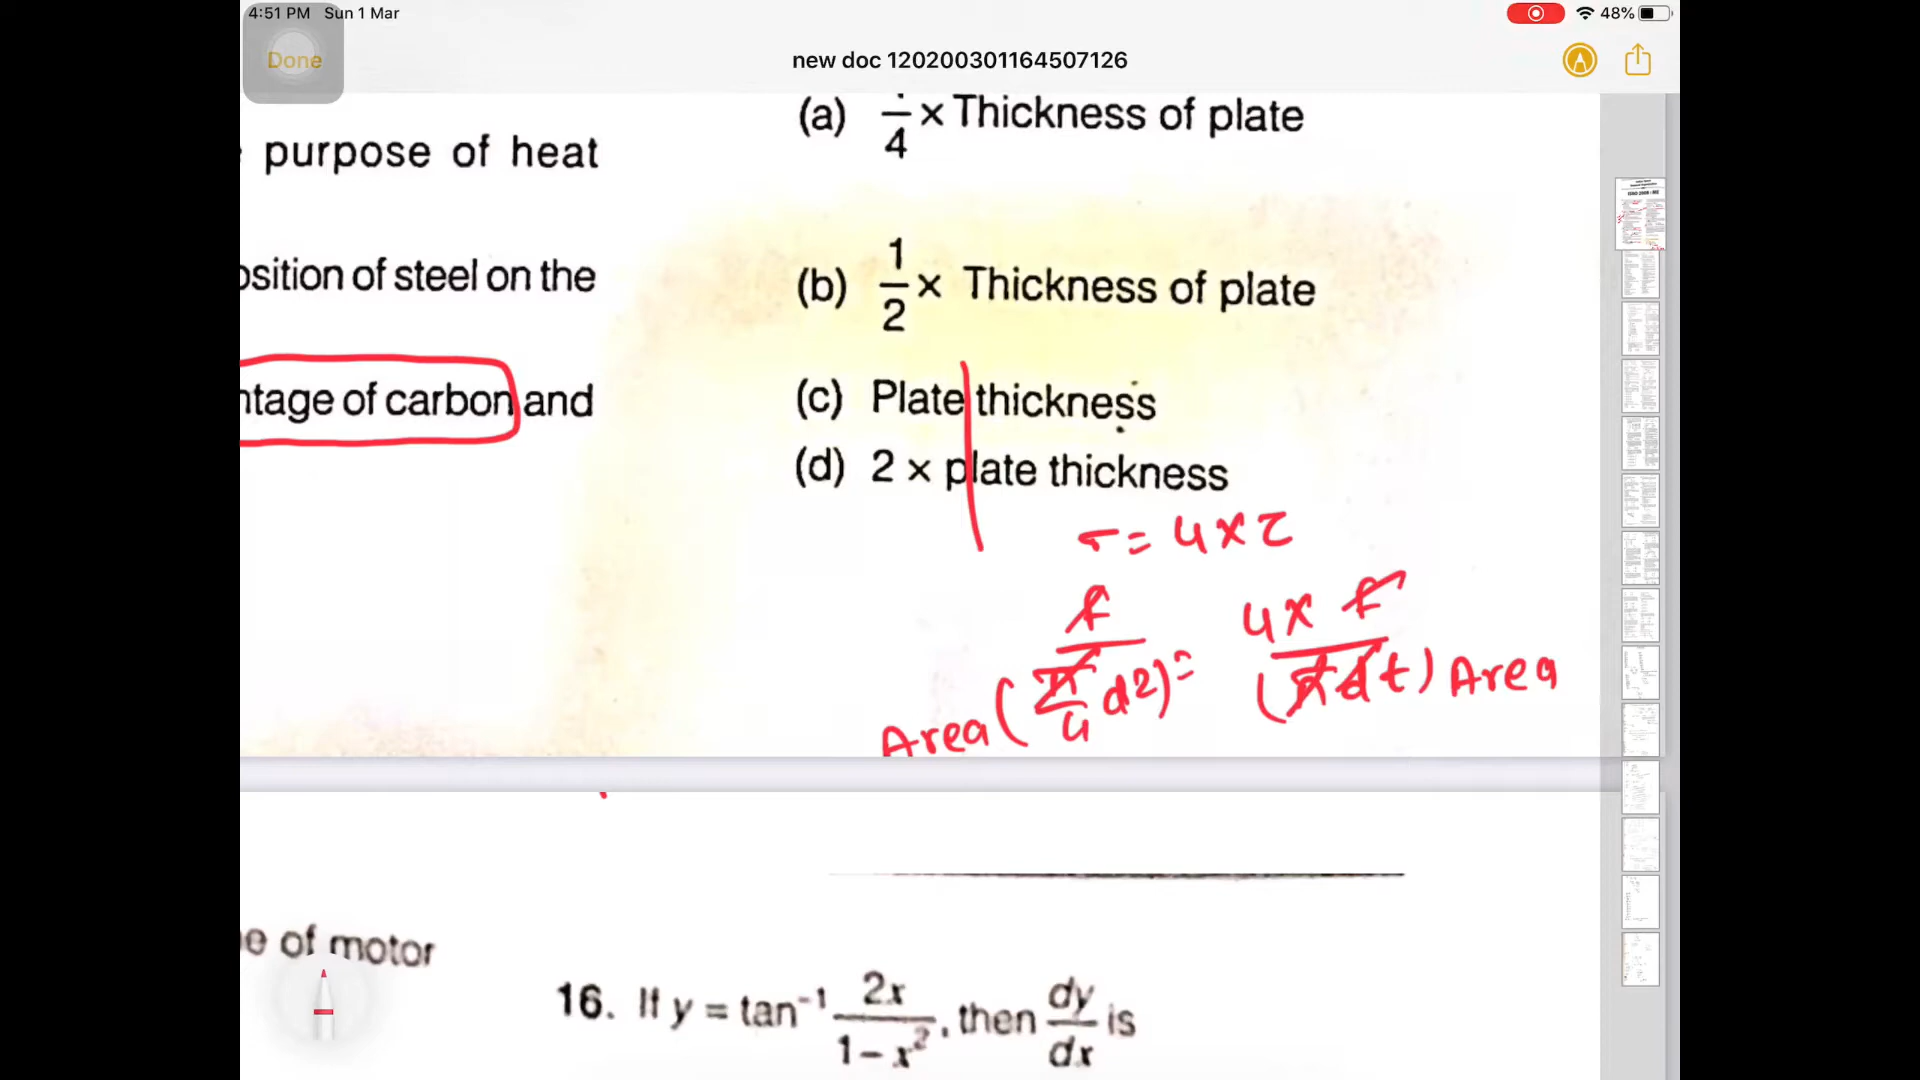 4:51 PM Sun 1 Mar
48%
Done
new doc 120200301164507126
purpose of heat
osition of steel on the
ntage of carbon and
(a) 1/4 × Thickness of plate
(b) 1/2 × Thickness of plate
(c) Plate thickness
(d) 2 × plate thickness
σ = 4 × τ
Area (π/4 d2) = 4 × (π d t) Area
e of motor
16. If y = tan⁻¹ 2x/1 – x², then dy/dx is